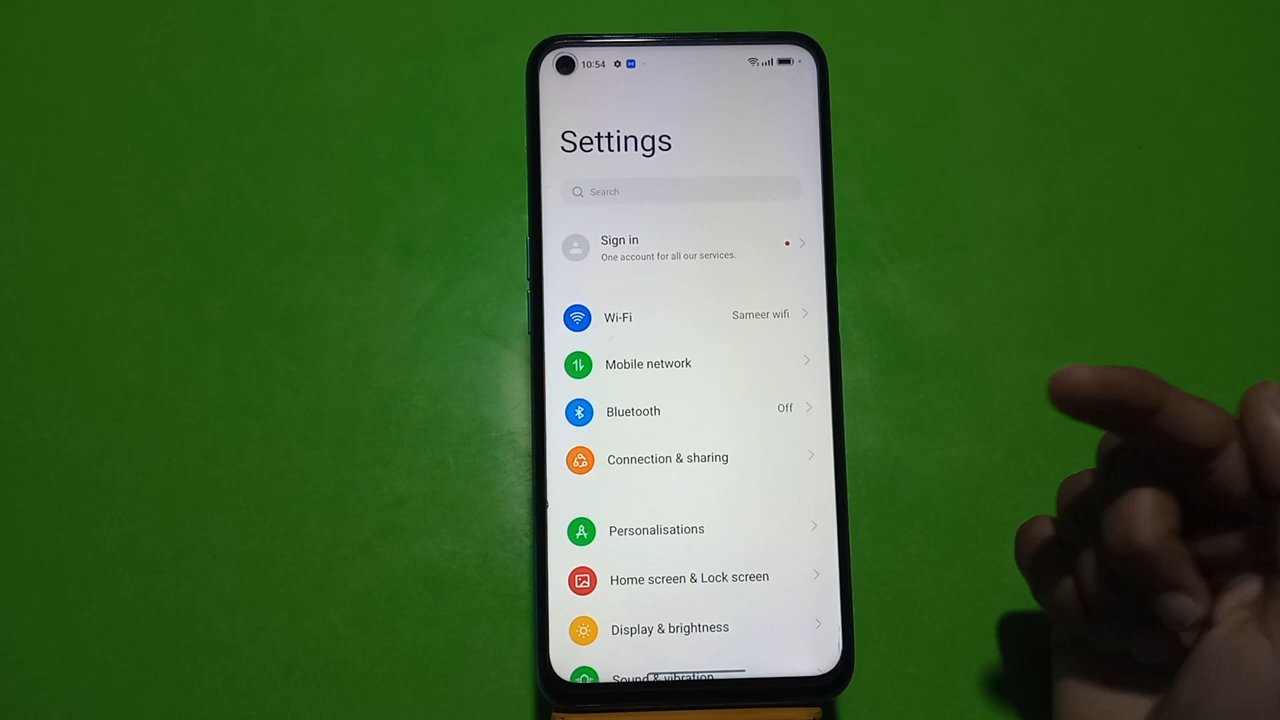 10:54
Settings
Search
Sign in
One account for all our services.
Wi-Fi
Sameer wifi
Mobile network
Bluetooth
Off
Connection & sharing
Personalisations
Home screen & Lock screen
Display & brightness
Sound & vibration